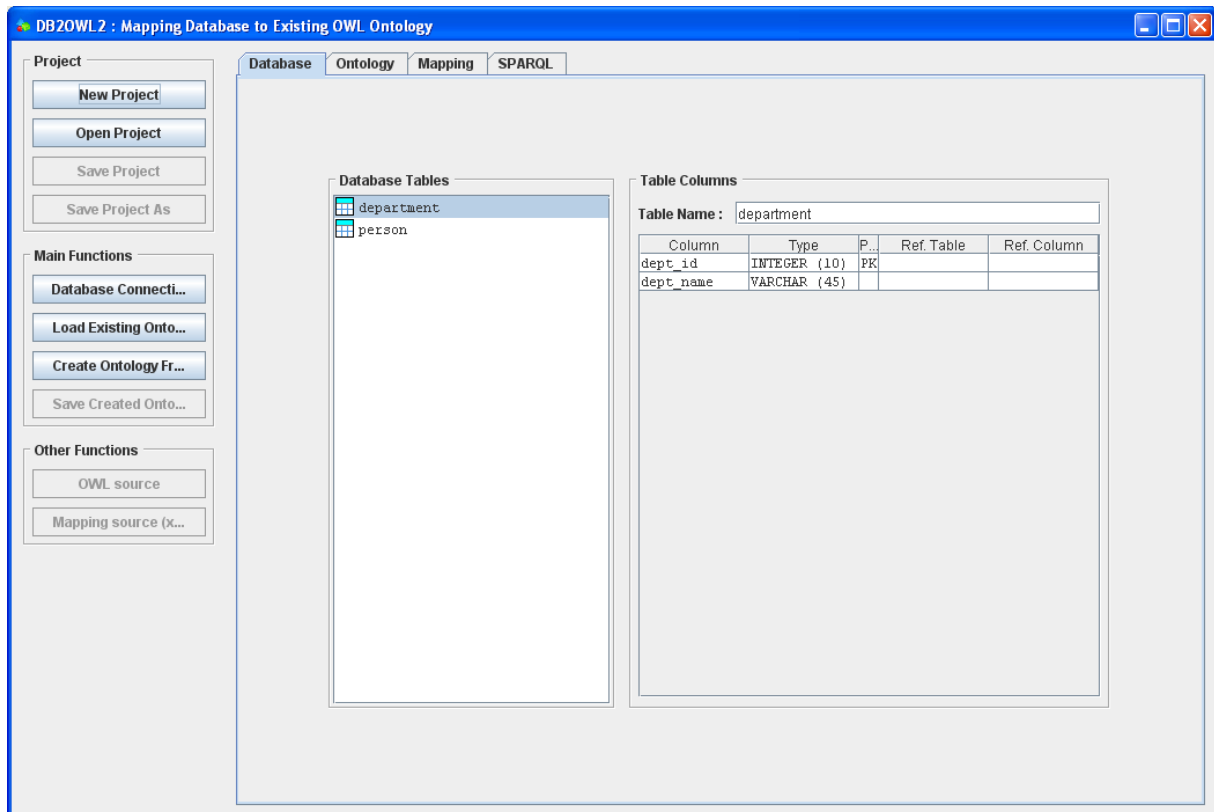 DB2OWL2 : Mapping Database to Existing OWL Ontology
Project
New Project
Open Project
Save Project
Save Project As
Main Functions
Database Connecti...
Load Existing Onto...
Create Ontology Fr...
Save Created Onto...
Other Functions
OWL source
Mapping source (x...
Database Ontology Mapping SPARQL
Database Tables
department
person
Table Columns
Table Name : department
Column Type P... Ref. Table Ref. Column
dept_id INTEGER (10) PK
dept_name VARCHAR (45)